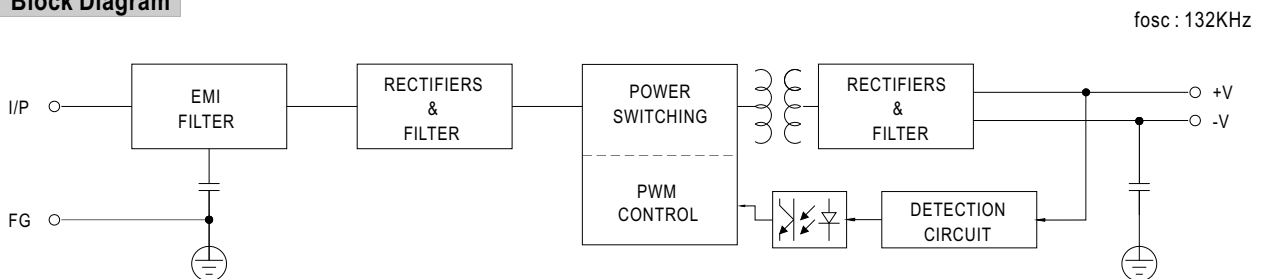 Block Diagram
fosc : 132KHz
I/P
EMI
FILTER
RECTIFIERS
&
FILTER
POWER
SWITCHING
RECTIFIERS
&
FILTER
+V
-V
PWM
CONTROL
DETECTION
CIRCUIT
FG